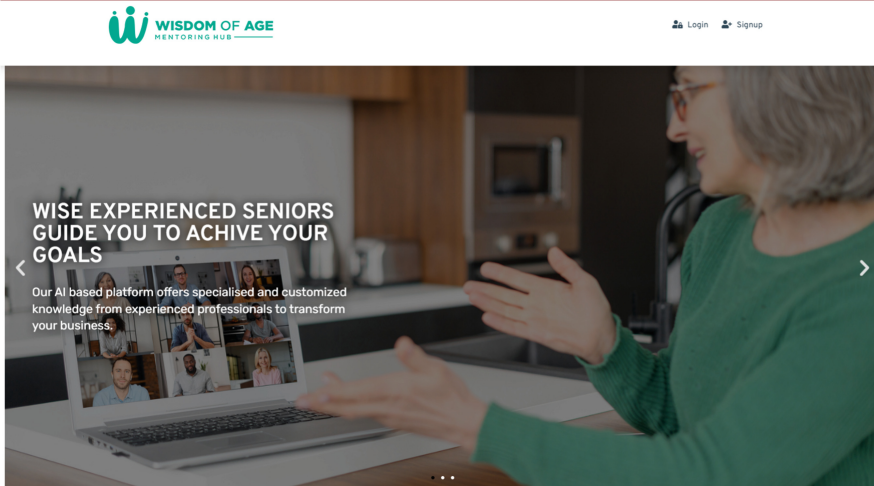 WISDOM OF AGE
MENTORING HUB
Login
Signup
WISE EXPERIENCED SENIORS
GUIDE YOU TO ACHIVE YOUR
GOALS
Our AI based platform offers specialised and customized
knowledge from experienced professionals to transform
your business.